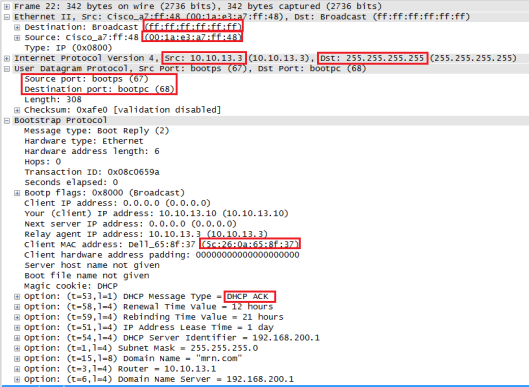 Frame 22: 342 bytes on wire (2736 bits), 342 bytes captured (2736 bits)
Ethernet II, Src: Cisco_a7:ff:48 (00:1a:e3:a7:ff:48), Dst: Broadcast (ff:ff:ff:ff:ff:ff)
Destination: Broadcast (ff:ff:ff:ff:ff:ff)
Source: Cisco_a7:ff:48 (00:1a:e3:a7:ff:48)
Type: IP (0x0800)
Internet Protocol Version 4, Src: 10.10.13.3 (10.10.13.3), Dst: 255.255.255.255 (255.255.255.255)
User Datagram Protocol, Src Port: bootps (67), Dst Port: bootpc (68)
Source port: bootps (67)
Destination port: bootpc (68)
Length: 308
Checksum: 0xafe0 [validation disabled]
Bootstrap Protocol
Message type: Boot Reply (2)
Hardware type: Ethernet
Hardware address length: 6
Hops: 0
Transaction ID: 0x08c0659a
Seconds elapsed: 0
Bootp flags: 0x8000 (Broadcast)
Client IP address: 0.0.0.0 (0.0.0.0)
Your (client) IP address: 10.10.13.10 (10.10.13.10)
Next server IP address: 0.0.0.0 (0.0.0.0)
Relay agent IP address: 10.10.13.3 (10.10.13.3)
Client MAC address: Dell_65:8f:37 (5c:26:0a:65:8f:37)
Client hardware address padding: 00000000000000000000
Server host name not given
Boot file name not given
Magic cookie: DHCP
Option: (t=53,l=1) DHCP Message Type = DHCP ACK
Option: (t=58,l=4) Renewal Time Value = 12 hours
Option: (t=59,l=4) Rebinding Time Value = 21 hours
Option: (t=51,l=4) IP Address Lease Time = 1 day
Option: (t=54,l=4) DHCP Server Identifier = 192.168.200.1
Option: (t=1,l=4) Subnet Mask = 255.255.255.0
Option: (t=15,l=8) Domain Name = "mrn.com"
Option: (t=3,l=4) Router = 10.10.13.1
Option: (t=6,l=4) Domain Name Server = 192.168.200.1